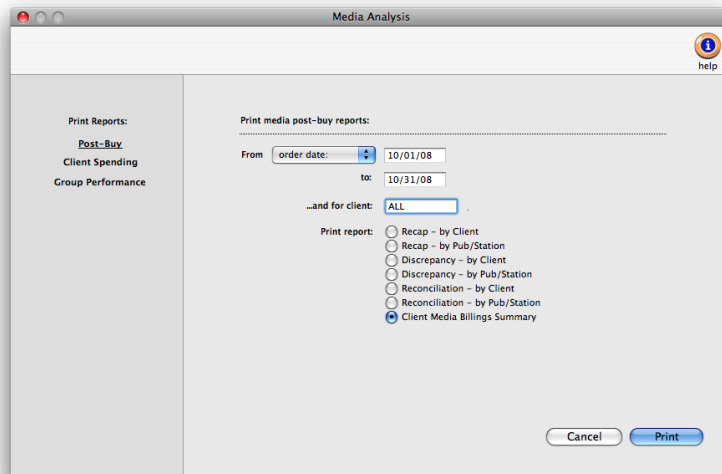 Media Analysis
help
Print Reports:
Post-Buy
Client Spending
Group Performance
Print media post-buy reports:
From order date: 10/01/08
to: 10/31/08
...and for client: ALL .
Print report: Recap - by Client
Recap - by Pub/Station
Discrepancy - by Client
Discrepancy - by Pub/Station
Reconciliation - by Client
Reconciliation - by Pub/Station
Client Media Billings Summary
Cancel Print